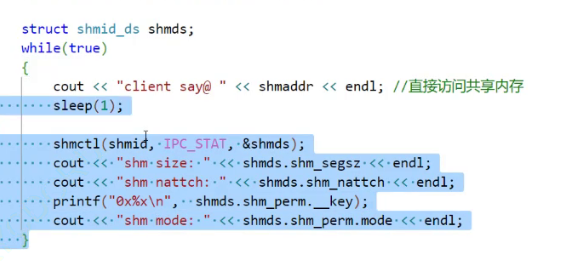 struct shmid_ds shmds;
while(true)
{
    cout << "client say@ " << shmaddr << endl; //直接访问共享内存
    sleep(1);

    shmctl(shmid, IPC_STAT, &shmds);
    cout << "shm size: " << shmds.shm_segsz << endl;
    cout << "shm nattch: " << shmds.shm_nattch << endl;
    printf("0x%x\n",  shmds.shm_perm.__key);
    cout << "shm mode: " << shmds.shm_perm.mode << endl;
}